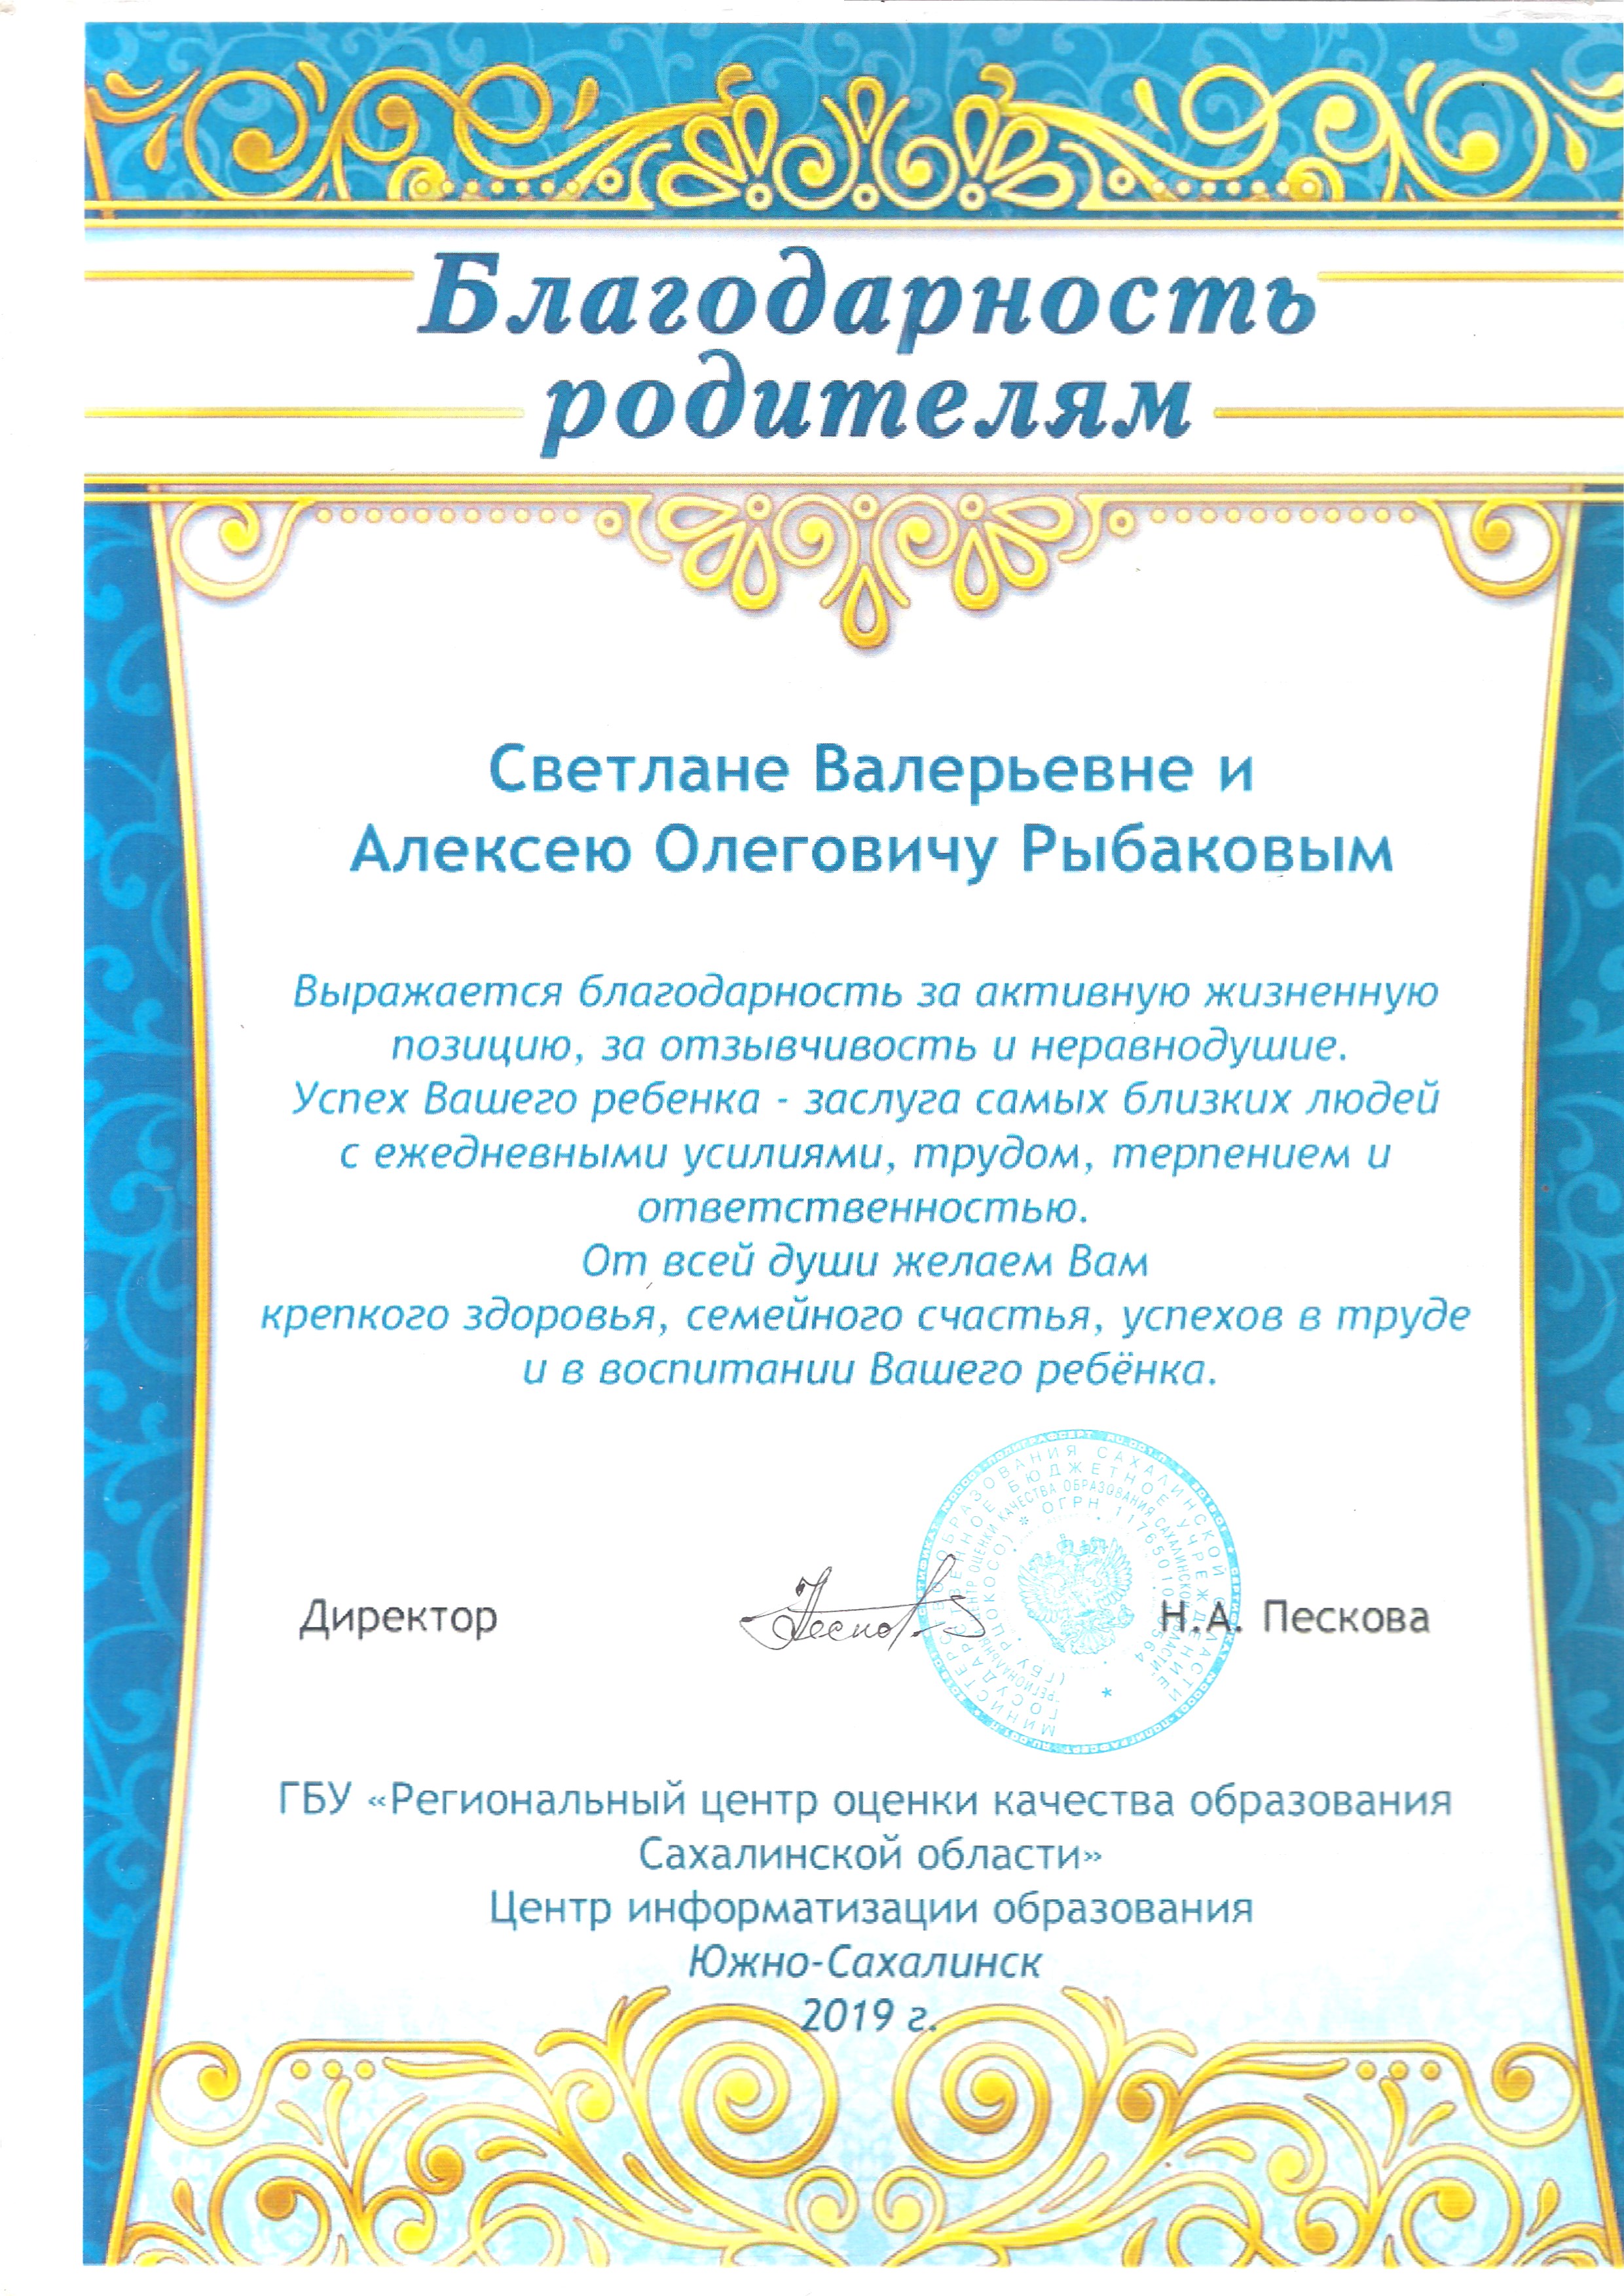 Благодарность
родителям
Светлане Валерьевне и
Алексею Олеговичу Рыбаковым
Выражается благодарность за активную жизненную
позицию, за отзывчивость и неравнодушие.
Успех Вашего ребенка - заслуга самых близких людей
с ежедневными усилиями, трудом, терпением и
ответственностью.
От всей души желаем Вам
крепкого здоровья, семейного счастья, успехов в труде
и в воспитании Вашего ребёнка.
МИНИСТЕРСТВО ОБРАЗОВАНИЯ САХАЛИНСКОЙ ОБЛАСТИ
ГОСУДАРСТВЕННОЕ БЮДЖЕТНОЕ УЧРЕЖДЕНИЕ
"РЕГИОНАЛЬНЫЙ ЦЕНТР ОЦЕНКИ КАЧЕСТВА ОБРАЗОВАНИЯ САХАЛИНСКОЙ ОБЛАСТИ"
(ГБУ РЦОКОСО) * ОГРН
Директор
Н.А. Пескова
ГБУ «Региональный центр оценки качества образования
Сахалинской области»
Центр информатизации образования
Южно-Сахалинск
2019 г.